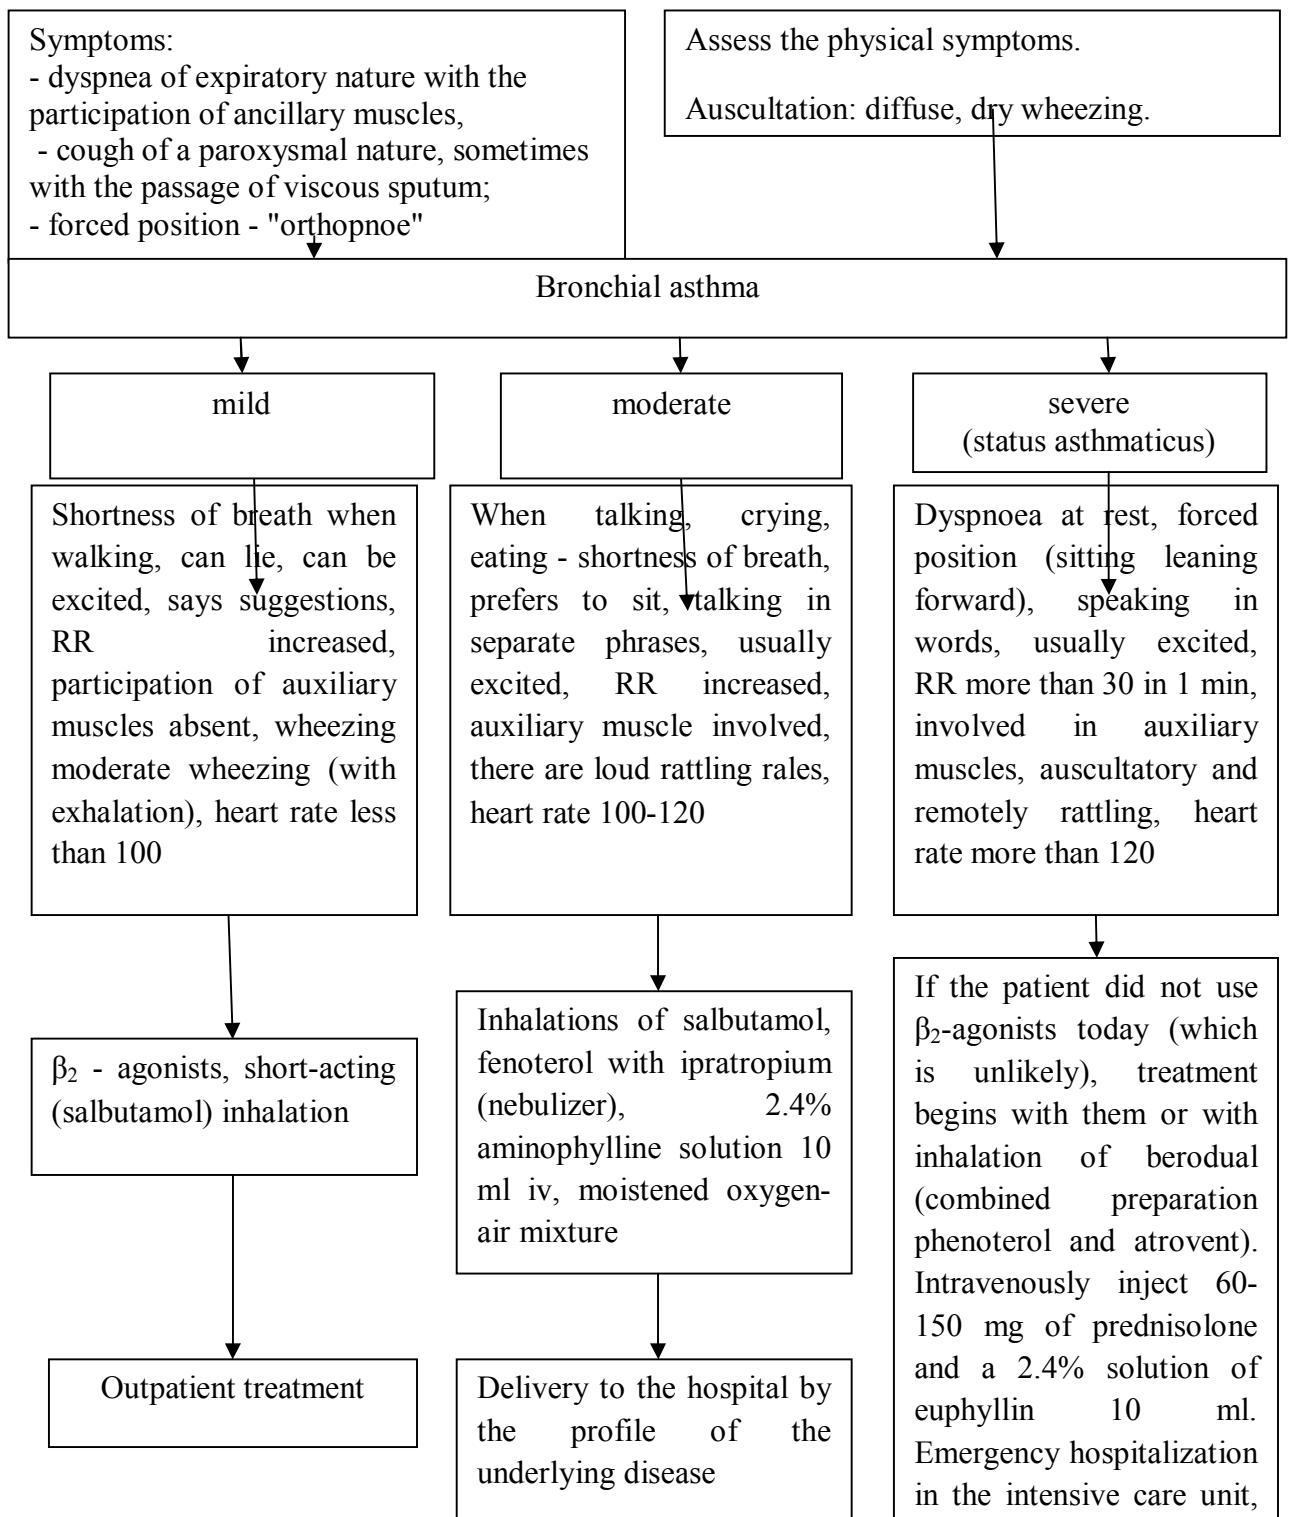 Symptoms:
- dyspnea of expiratory nature with the
participation of ancillary muscles,
- cough of a paroxysmal nature, sometimes
with the passage of viscous sputum;
- forced position - "orthopnoe"
Assess the physical symptoms.
Auscultation: diffuse, dry wheezing.
Bronchial asthma
mild
moderate
severe
(status asthmaticus)
Shortness of breath when
walking, can lie, can be
excited, says suggestions,
RR increased,
participation of auxiliary
muscles absent, wheezing
moderate wheezing (with
exhalation), heart rate less
than 100
When talking, crying,
eating - shortness of breath,
prefers to sit, talking in
separate phrases, usually
excited, RR increased,
auxiliary muscle involved,
there are loud rattling rales,
heart rate 100-120
Dyspnoea at rest, forced
position (sitting leaning
forward), speaking in
words, usually excited,
RR more than 30 in 1 min,
involved in auxiliary
muscles, auscultatory and
remotely rattling, heart
rate more than 120
β₂ - agonists, short-acting
(salbutamol) inhalation
Inhalations of salbutamol,
fenoterol with ipratropium
(nebulizer), 2.4%
aminophylline solution 10
ml iv, moistened oxygen-
air mixture
If the patient did not use
β₂-agonists today (which
is unlikely), treatment
begins with them or with
inhalation of berodual
(combined preparation
phenoterol and atrovent).
Intravenously inject 60-
150 mg of prednisolone
and a 2.4% solution of
euphyllin 10 ml.
Emergency hospitalization
in the intensive care unit,
Outpatient treatment
Delivery to the hospital by
the profile of the
underlying disease